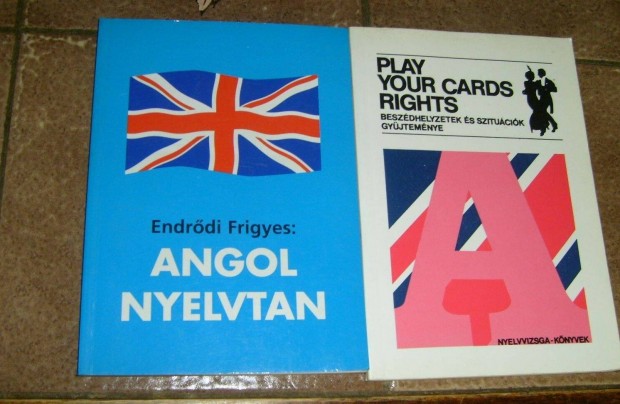 Endrődi Frigyes:
ANGOL
NYELVTAN
PLAY
YOUR CARDS
RIGHTS
BESZÉDHELYZETEK ÉS SZITUÁCIÓK
GYŰJTEMÉNYE
A
NYELVVIZSGA-KÖNYVEK